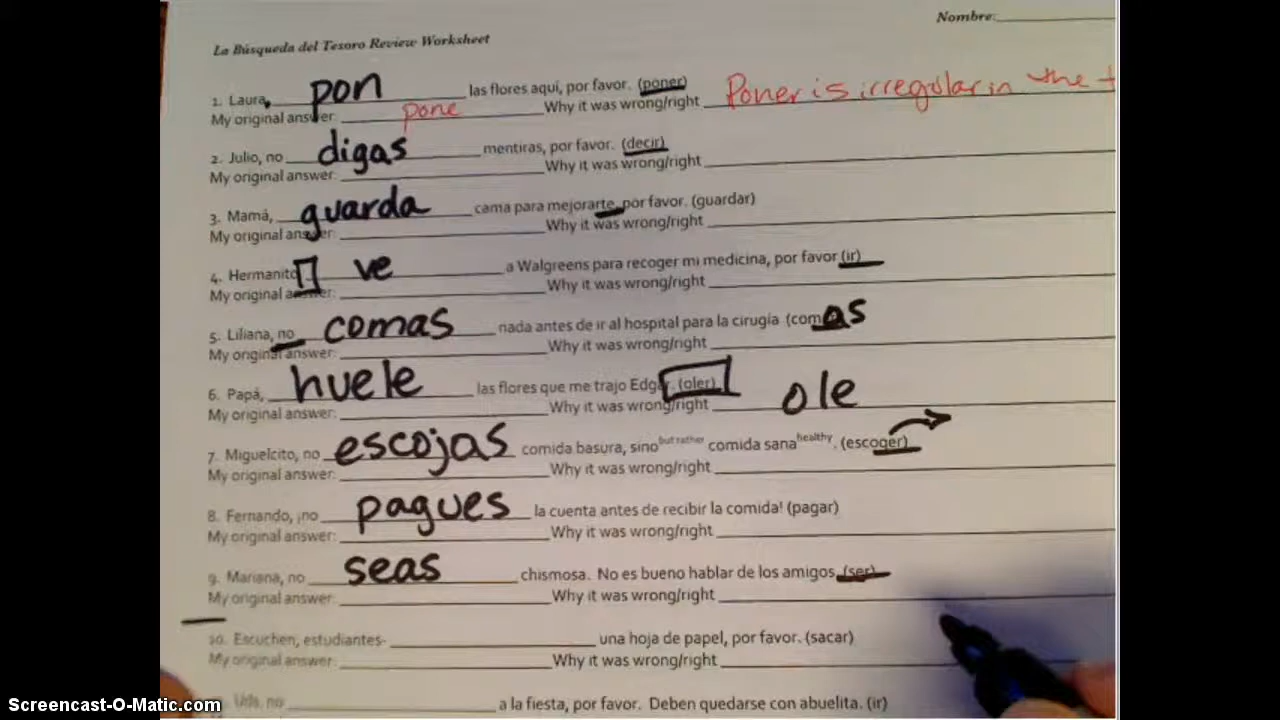 Nombre:
La Búsqueda del Tesoro Review Worksheet
1. Laura, pon las flores aquí, por favor. (poner) Poner is irregular in the t
My original answer: pone Why it was wrong/right
2. Julio, no digas mentiras, por favor. (decir)
My original answer: Why it was wrong/right
3. Mamá, guarda cama para mejorarte, por favor. (guardar)
My original answer: Why it was wrong/right
4. Hermanito ve a Walgreens para recoger mi medicina, por favor (ir)
My original answer: Why it was wrong/right
5. Liliana, no comas nada antes de ir al hospital para la cirugía (comas
My original answer: Why it was wrong/right
6. Papá, huele las flores que me trajo Edgar. (oler)
My original answer: Why it was wrong/right ole
7. Miguelcito, no escojas comida basura, sino but rather comida sana healthy. (escoger)
My original answer: Why it was wrong/right
8. Fernando, ¡no pagues la cuenta antes de recibir la comida! (pagar)
My original answer: Why it was wrong/right
9. Mariana, no seas chismosa. No es bueno hablar de los amigos. (ser)
My original answer: Why it was wrong/right
10. Escuchen, estudiantes- una hoja de papel, por favor. (sacar)
My original answer: Why it was wrong/right
Uds. no a la fiesta, por favor. Deben quedarse con abuelita. (ir)
Screencast-O-Matic.com